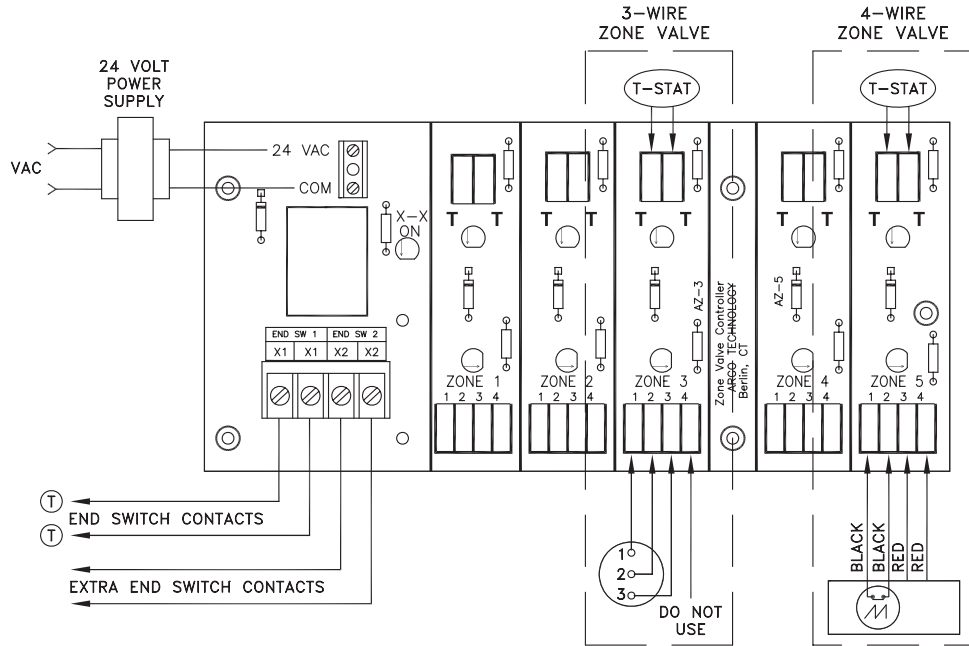 3-WIRE
ZONE VALVE
4-WIRE
ZONE VALVE
24 VOLT
POWER
SUPPLY
T-STAT
T-STAT
VAC
24 VAC
COM
X-X
ON
T T
T T
T T
T T
T T
AZ-3
Zone Valve Controller
ARGO TECHNOLOGY
Berlin, CT
AZ-5
END SW 1 END SW 2
X1 X1 X2 X2
ZONE 1
1 2 3 4
ZONE 2
1 2 3 4
ZONE 3
1 2 3 4
ZONE 4
1 2 3 4
ZONE 5
1 2 3 4
T
END SWITCH CONTACTS
T
EXTRA END SWITCH CONTACTS
1
2
3
DO NOT
USE
BLACK
BLACK
RED
RED